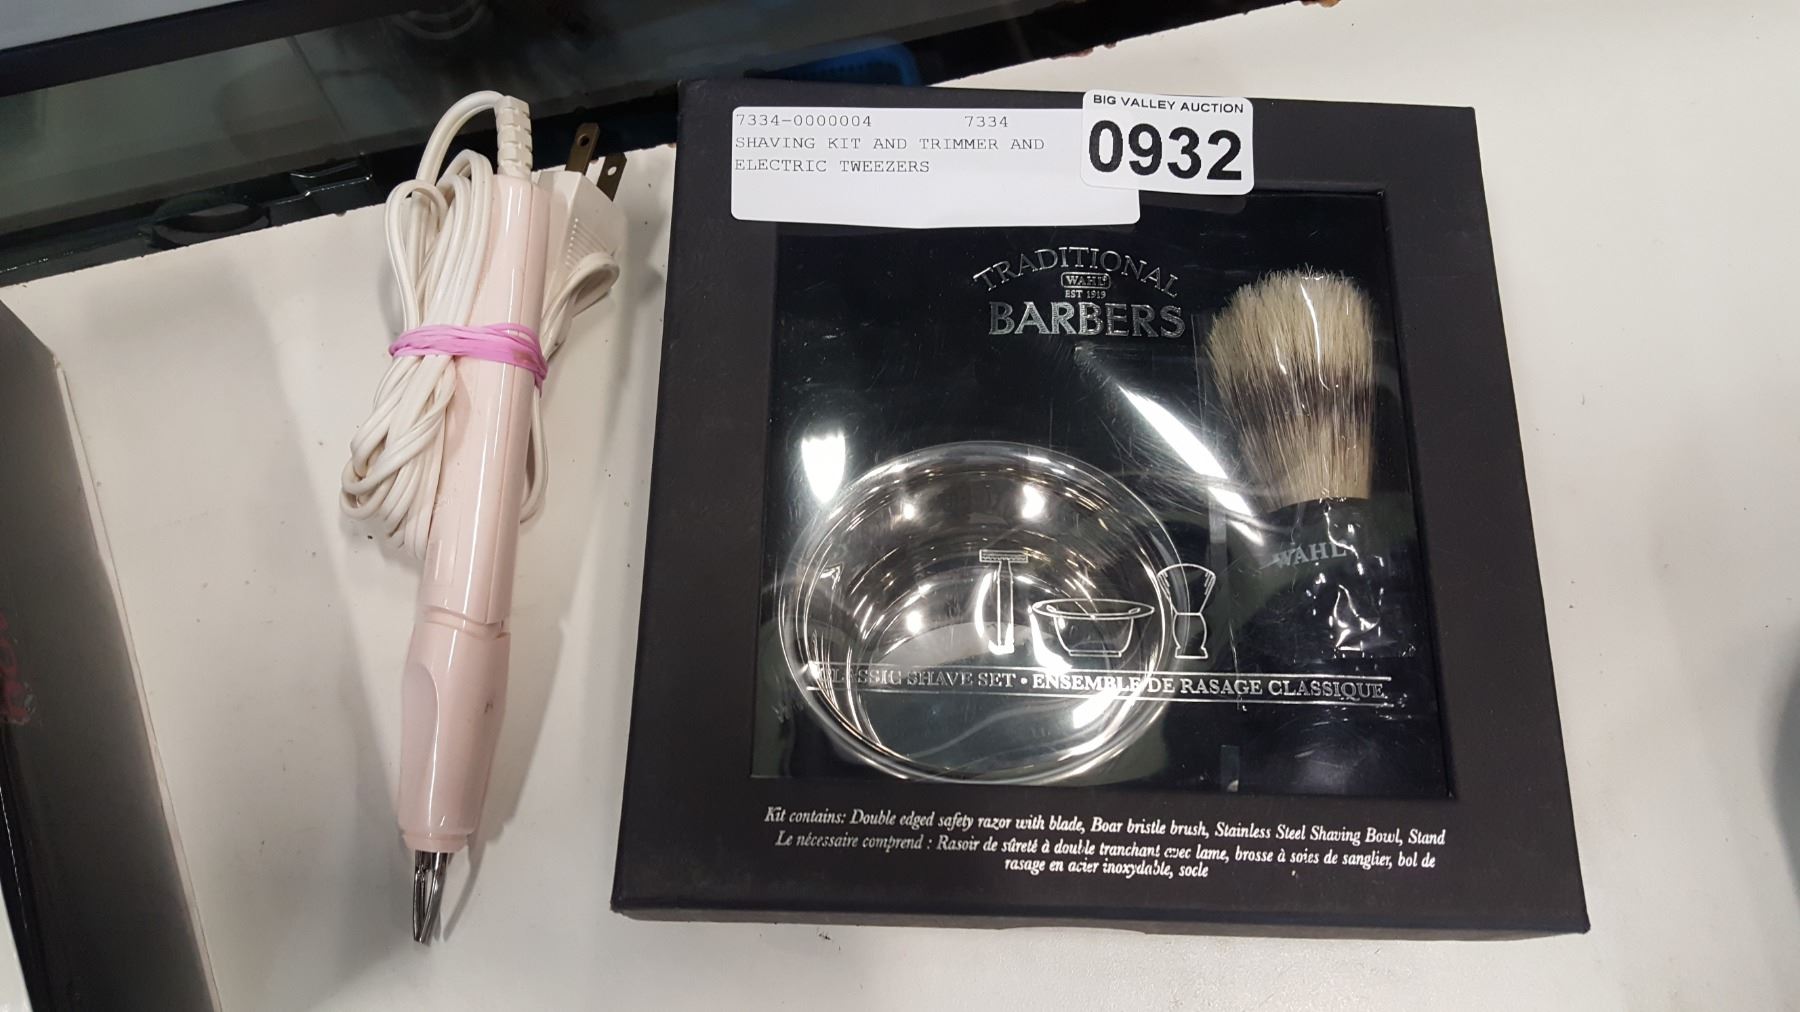 BIG VALLEY AUCTION
0932
7334-0000004 7334
SHAVING KIT AND TRIMMER AND
ELECTRIC TWEEZERS
TRADITIONAL
WAHL
EST 1919
BARBERS
WAHL
CLASSIC SHAVE SET • ENSEMBLE DE RASAGE CLASSIQUE
Kit contains: Double edged safety razor with blade, Boar bristle brush, Stainless Steel Shaving Bowl, Stand
Le nécessaire comprend : Rasoir de sûreté à double tranchant avec lame, brosse à soies de sanglier, bol de
rasage en acier inoxydable, socle